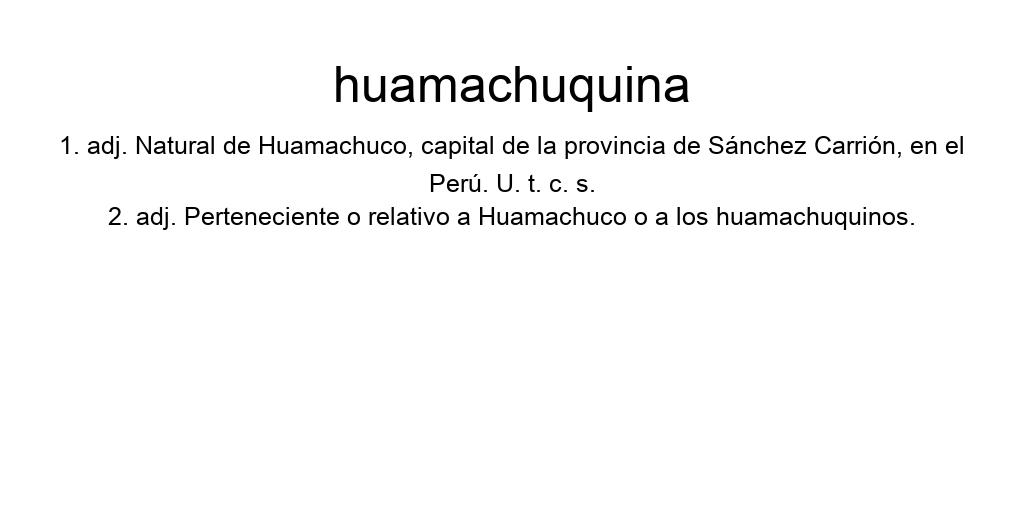 huamachuquina
1. adj. Natural de Huamachuco, capital de la provincia de Sánchez Carrión, en el
Perú. U. t. c. s.
2. adj. Perteneciente o relativo a Huamachuco o a los huamachuquinos.